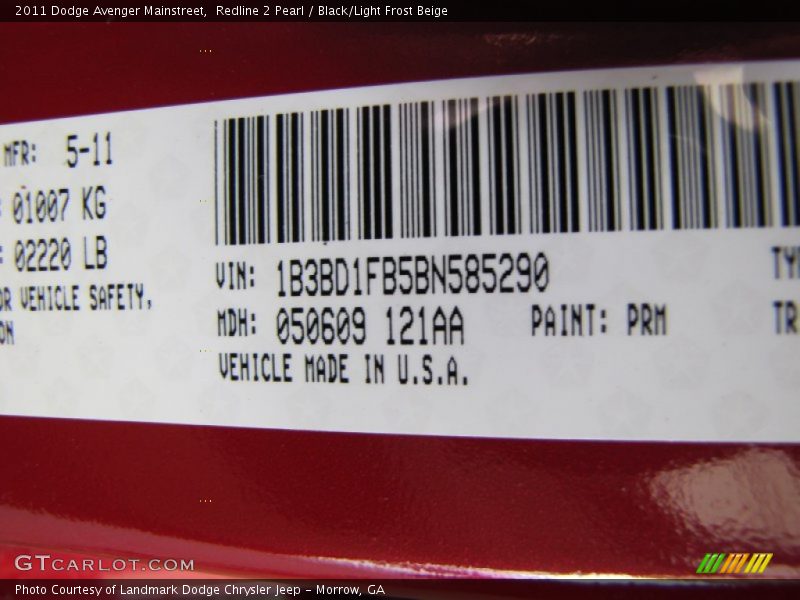 2011 Dodge Avenger Mainstreet,  Redline 2 Pearl / Black/Light Frost Beige
MFR: 5-11
01007 KG
02220 LB
VEHICLE SAFETY,
VIN: 1B3BD1FB5BN585290
MDH: 050609 121AA PAINT: PRM
VEHICLE MADE IN U.S.A.
GTCARLOT.COM
Photo Courtesy of Landmark Dodge Chrysler Jeep - Morrow, GA